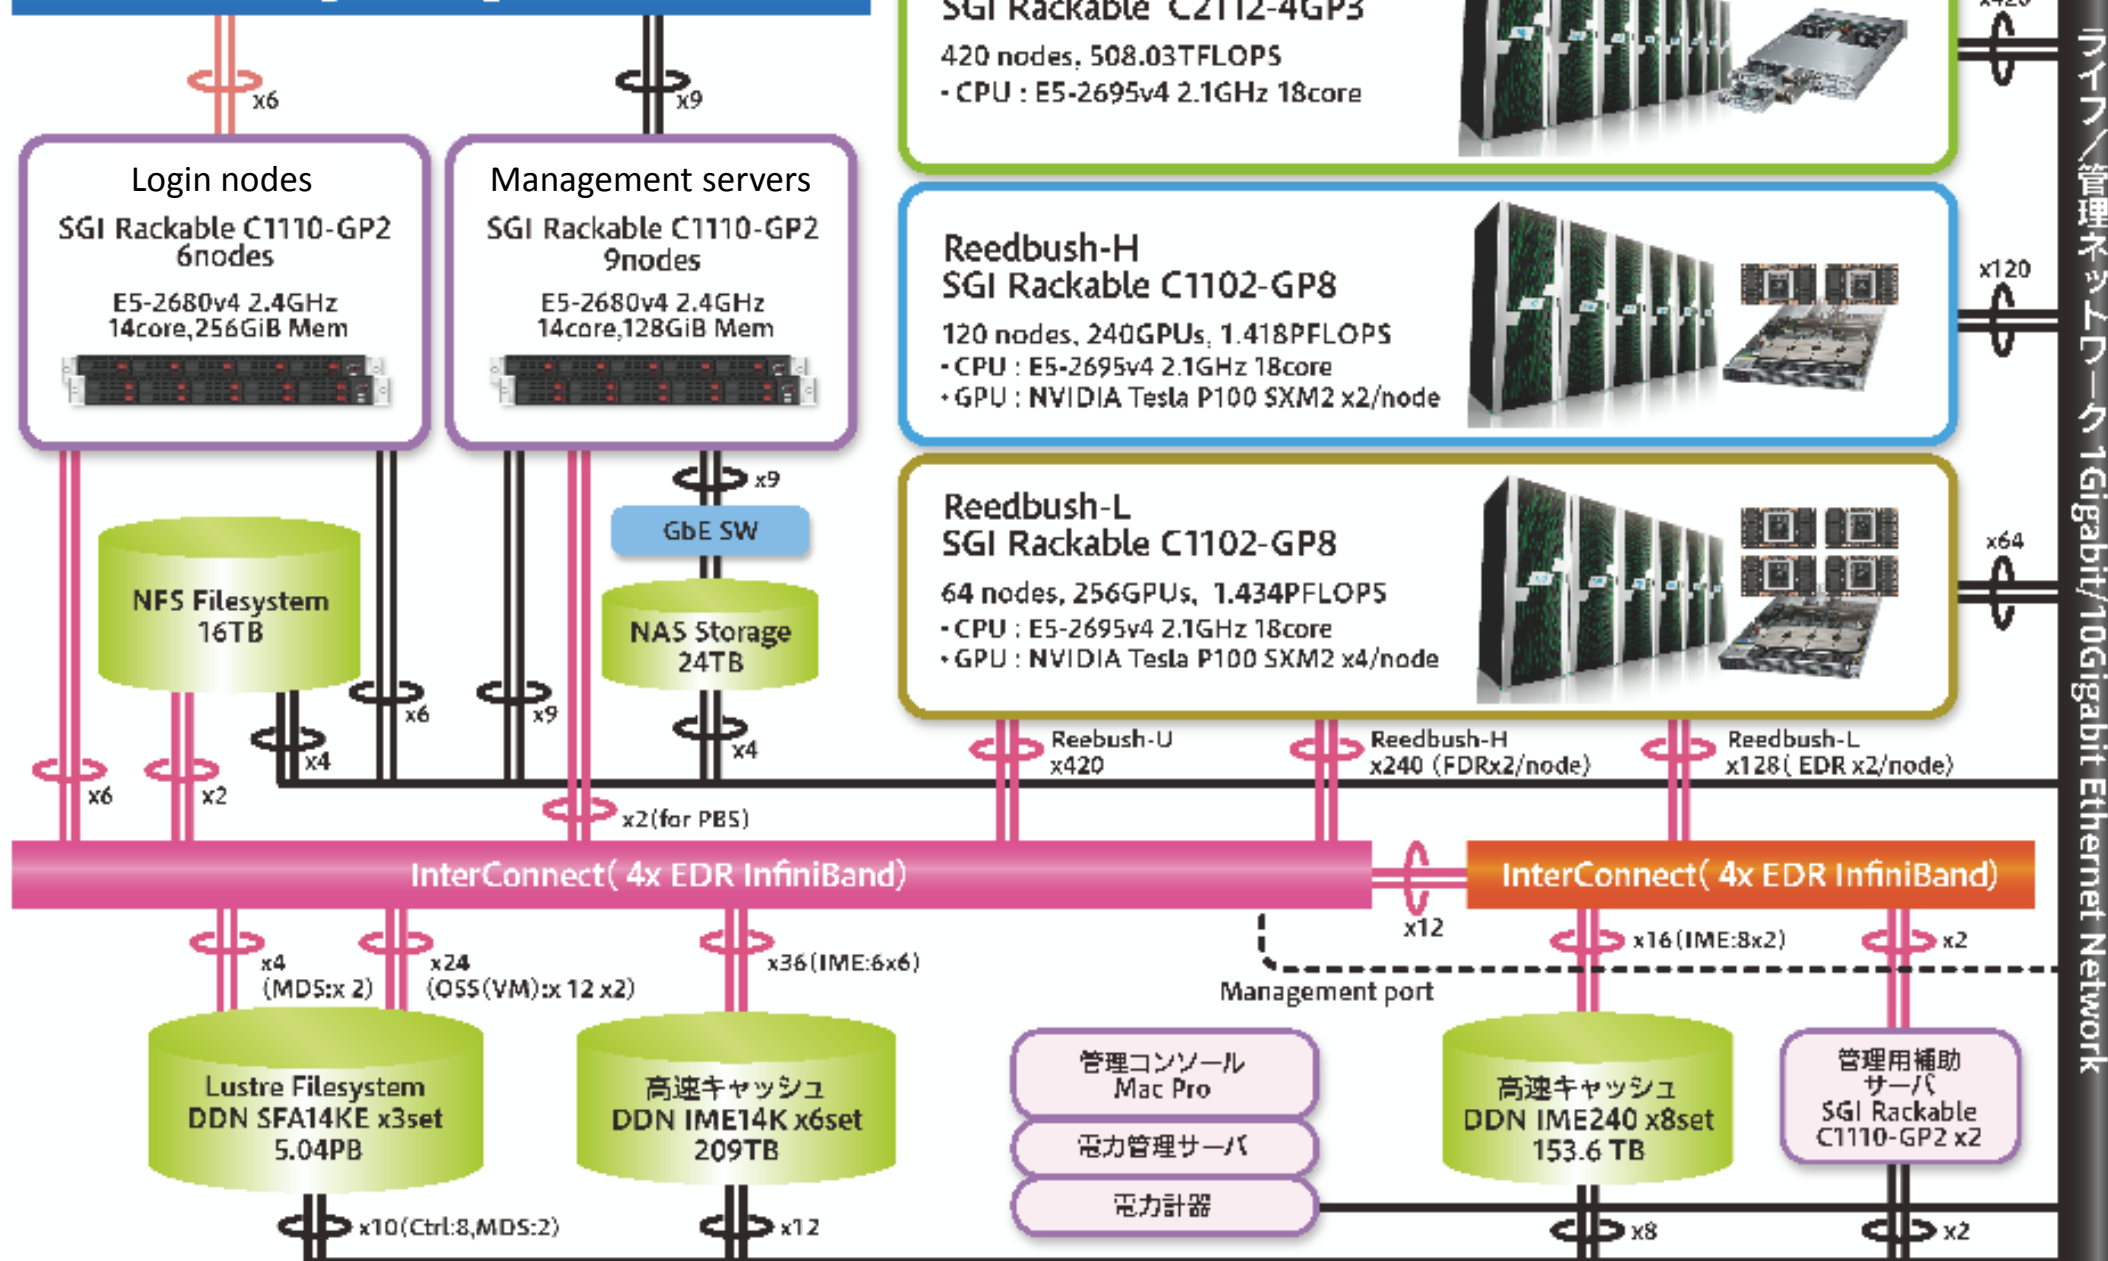 SGI Rackable C2112-4GP3
420 nodes, 508.03TFLOPS
- CPU : E5-2695v4 2.1GHz 18core
x420
x6
x9
Login nodes
SGI Rackable C1110-GP2
6nodes
E5-2680v4 2.4GHz
14core,256GiB Mem
Management servers
SGI Rackable C1110-GP2
9nodes
E5-2680v4 2.4GHz
14core,128GiB Mem
Reedbush-H
SGI Rackable C1102-GP8
120 nodes, 240GPUs, 1.418PFLOPS
- CPU : E5-2695v4 2.1GHz 18core
・GPU : NVIDIA Tesla P100 SXM2 x2/node
x120
Reedbush-L
SGI Rackable C1102-GP8
64 nodes, 256GPUs, 1.434PFLOPS
- CPU : E5-2695v4 2.1GHz 18core
・GPU : NVIDIA Tesla P100 SXM2 x4/node
x64
ライフ/管理ネットワーク 1Gigabit/10Gigabit Ethernet Network
x9
GbE SW
NFS Filesystem
16TB
NAS Storage
24TB
x4
x6
x9
x4
x6
x2
x2(for PBS)
Reebush-U
x420
Reedbush-H
x240 (FDRx2/node)
Reedbush-L
x128( EDR x2/node)
InterConnect( 4x EDR InfiniBand)
x12
InterConnect( 4x EDR InfiniBand)
x4
(MDS:x 2)
x24
(OSS(VM):x 12 x2)
x36(IME:6x6)
Management port
x16(IME:8x2)
x2
Lustre Filesystem
DDN SFA14KE x3set
5.04PB
高速キャッシュ
DDN IME14K x6set
209TB
管理コンソール
Mac Pro
電力管理サーバ
電力計器
高速キャッシュ
DDN IME240 x8set
153.6 TB
管理用補助
サーバ
SGI Rackable
C1110-GP2 x2
x10(Ctrl:8,MDS:2)
x12
x8
x2